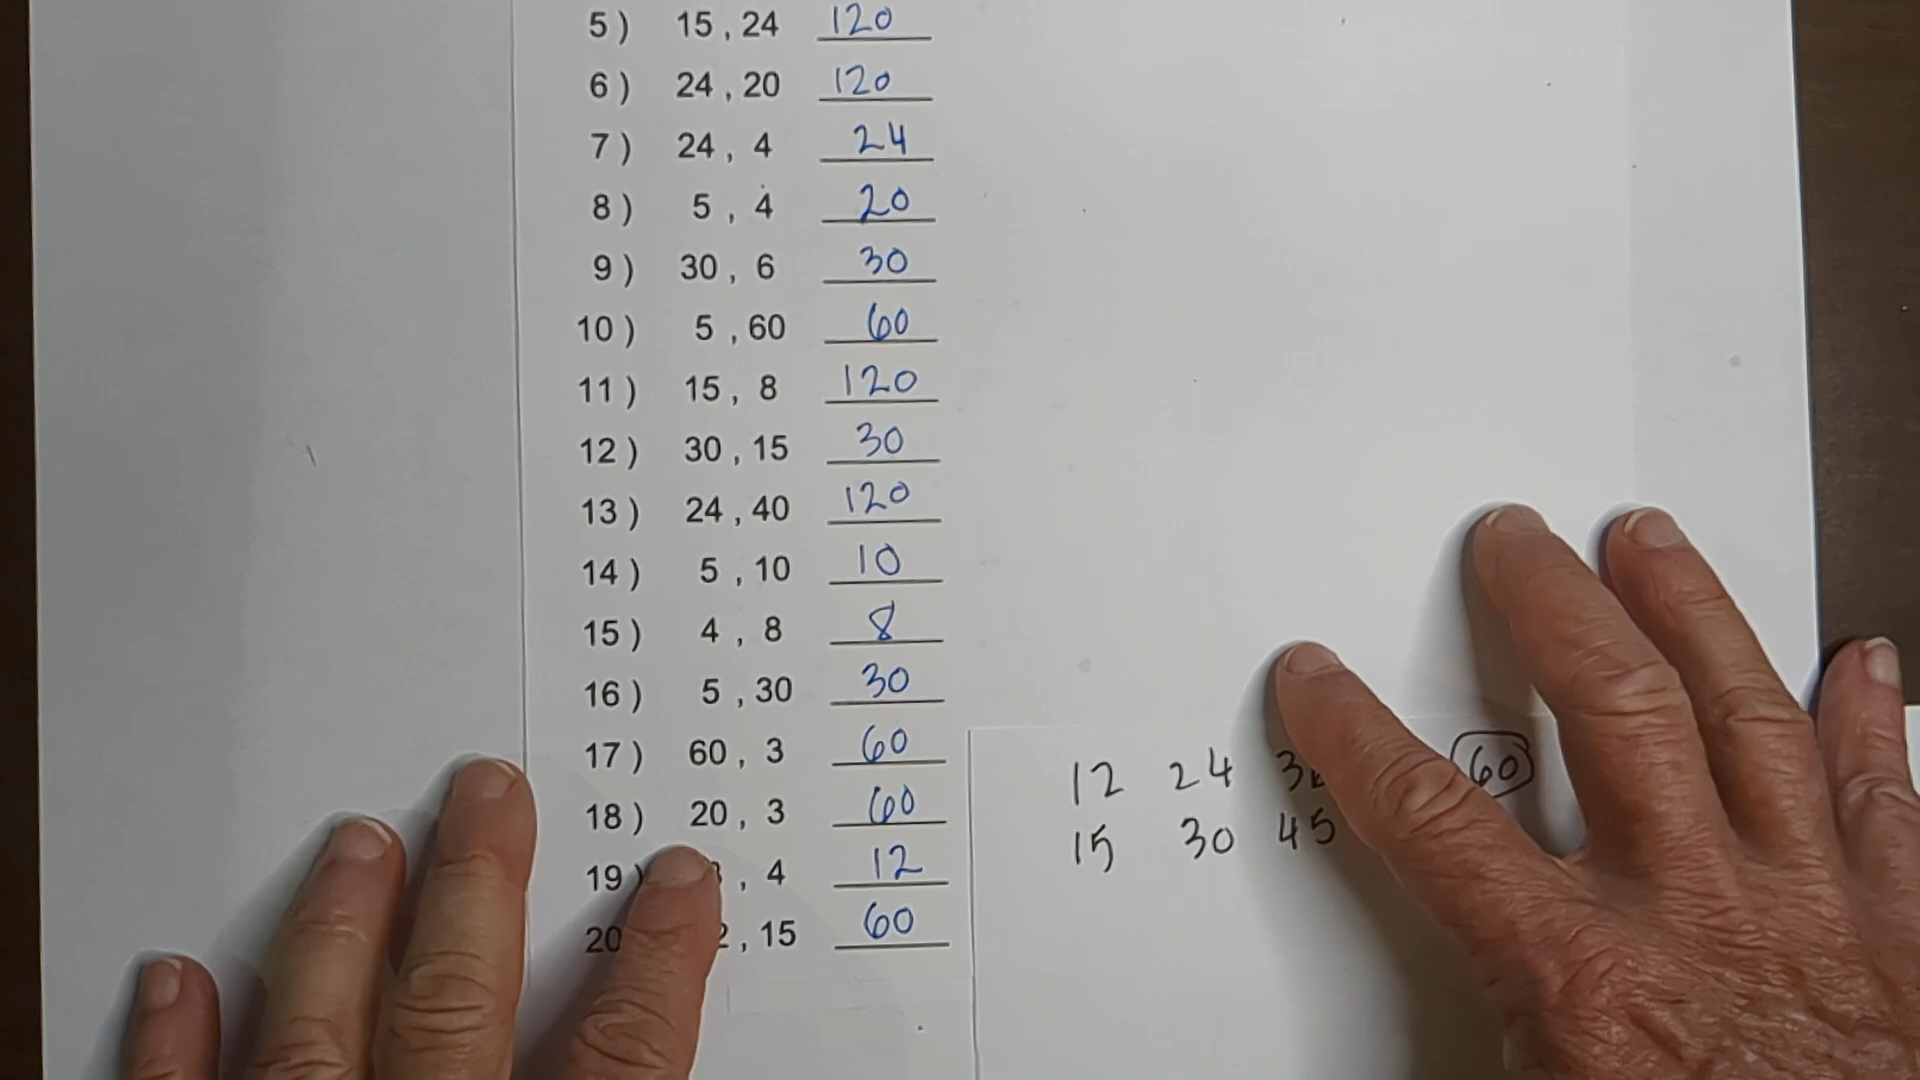 5) 15, 24 120
6) 24, 20 120
7) 24, 4 24
8) 5, 4 20
9) 30, 6 30
10) 5, 60 60
11) 15, 8 120
12) 30, 15 30
13) 24, 40 120
14) 5, 10 10
15) 4, 8 8
16) 5, 30 30
17) 60, 3 60
18) 20, 3 60
19) , 4 12
20 , 15 60
12 24 60
15 30 45